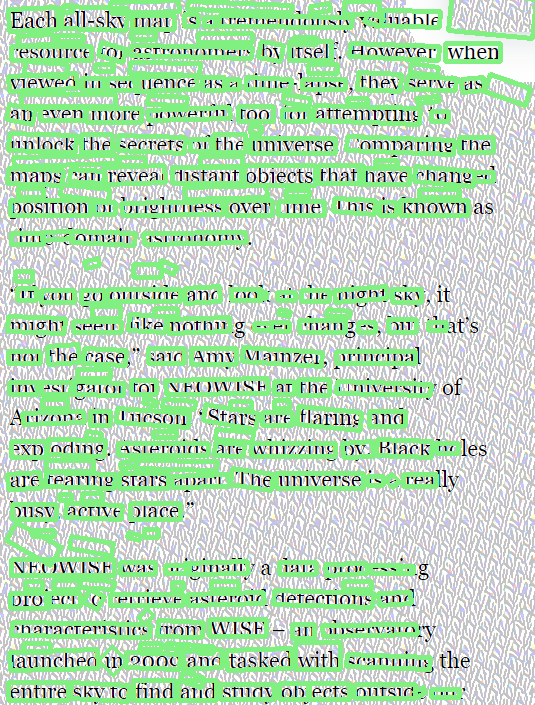 Each all-sky map is a tremendously valuable
resource for astronomers by itself. However when
viewed in sequence as a time-lapse, they serve as
an even more powerful tool for attempting to
unlock the secrets of the universe. Comparing the
maps can reveal distant objects that have changed
position or brightness over time. This is known as
time-domain astronomy.
"If you go outside and look at the night sky, it
might seem like nothing ever changes, but that's
not the case," said Amy Mainzer, principal
investigator for NEOWISE at the University of
Arizona in Tucson. "Stars are flaring and
exploding. Asteroids are whizzing by. Black holes
are tearing stars apart. The universe is a really
busy, active place."
NEOWISE was originally a data processing
project to retrieve asteroid detections and
characteristics from WISE – an observatory
launched in 2009 and tasked with scanning the
entire sky to find and study objects outside our